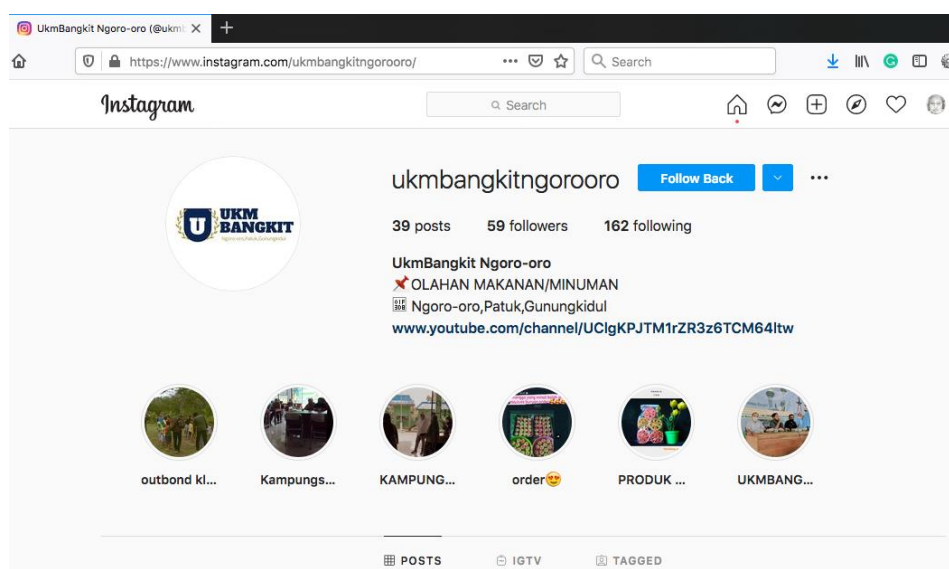 UkmBangkit Ngoro-oro (@ukmb
https://www.instagram.com/ukmbangkitngorooro/
Search
Instagram
Search
ukmbangkitngorooro
Follow Back
39 posts 59 followers 162 following
UKM
BANGKIT
UkmBangkit Ngoro-oro
OLAHAN MAKANAN/MINUMAN
Ngoro-oro,Patuk,Gunungkidul
www.youtube.com/channel/UClgKPJTM1rZR3z6TCM64ltw
outbond kl... Kampungs... KAMPUNG... order😍 PRODUK ... UKMBANG...
POSTS IGTV TAGGED